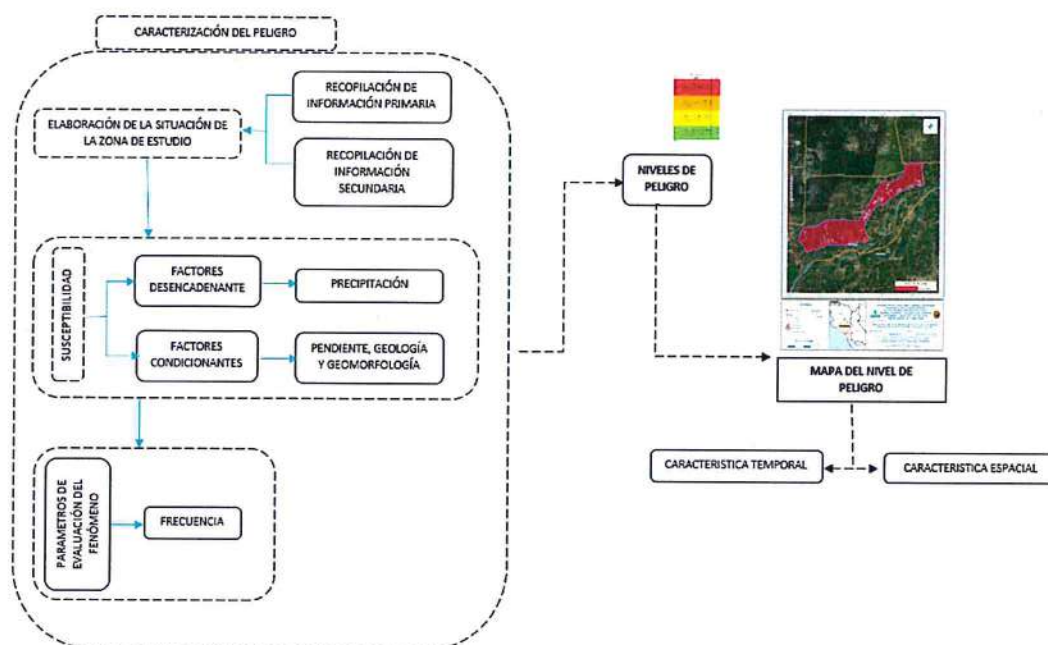 CARACTERIZACIÓN DEL PELIGRO
RECOPILACIÓN DE
INFORMACIÓN PRIMARIA
ELABORACIÓN DE LA SITUACIÓN DE
LA ZONA DE ESTUDIO
RECOPILACIÓN DE
INFORMACIÓN
SECUNDARIA
SUSCEPTIBILIDAD
FACTORES
DESENCADENANTE
PRECIPITACIÓN
FACTORES
CONDICIONANTES
PENDIENTE, GEOLOGÍA
Y GEOMORFOLOGÍA
PARAMETROS DE
EVALUACIÓN DEL
FENÓMENO
FRECUENCIA
NIVELES DE
PELIGRO
MAPA DEL NIVEL DE
PELIGRO
CARACTERISTICA TEMPORAL
CARACTERISTICA ESPACIAL